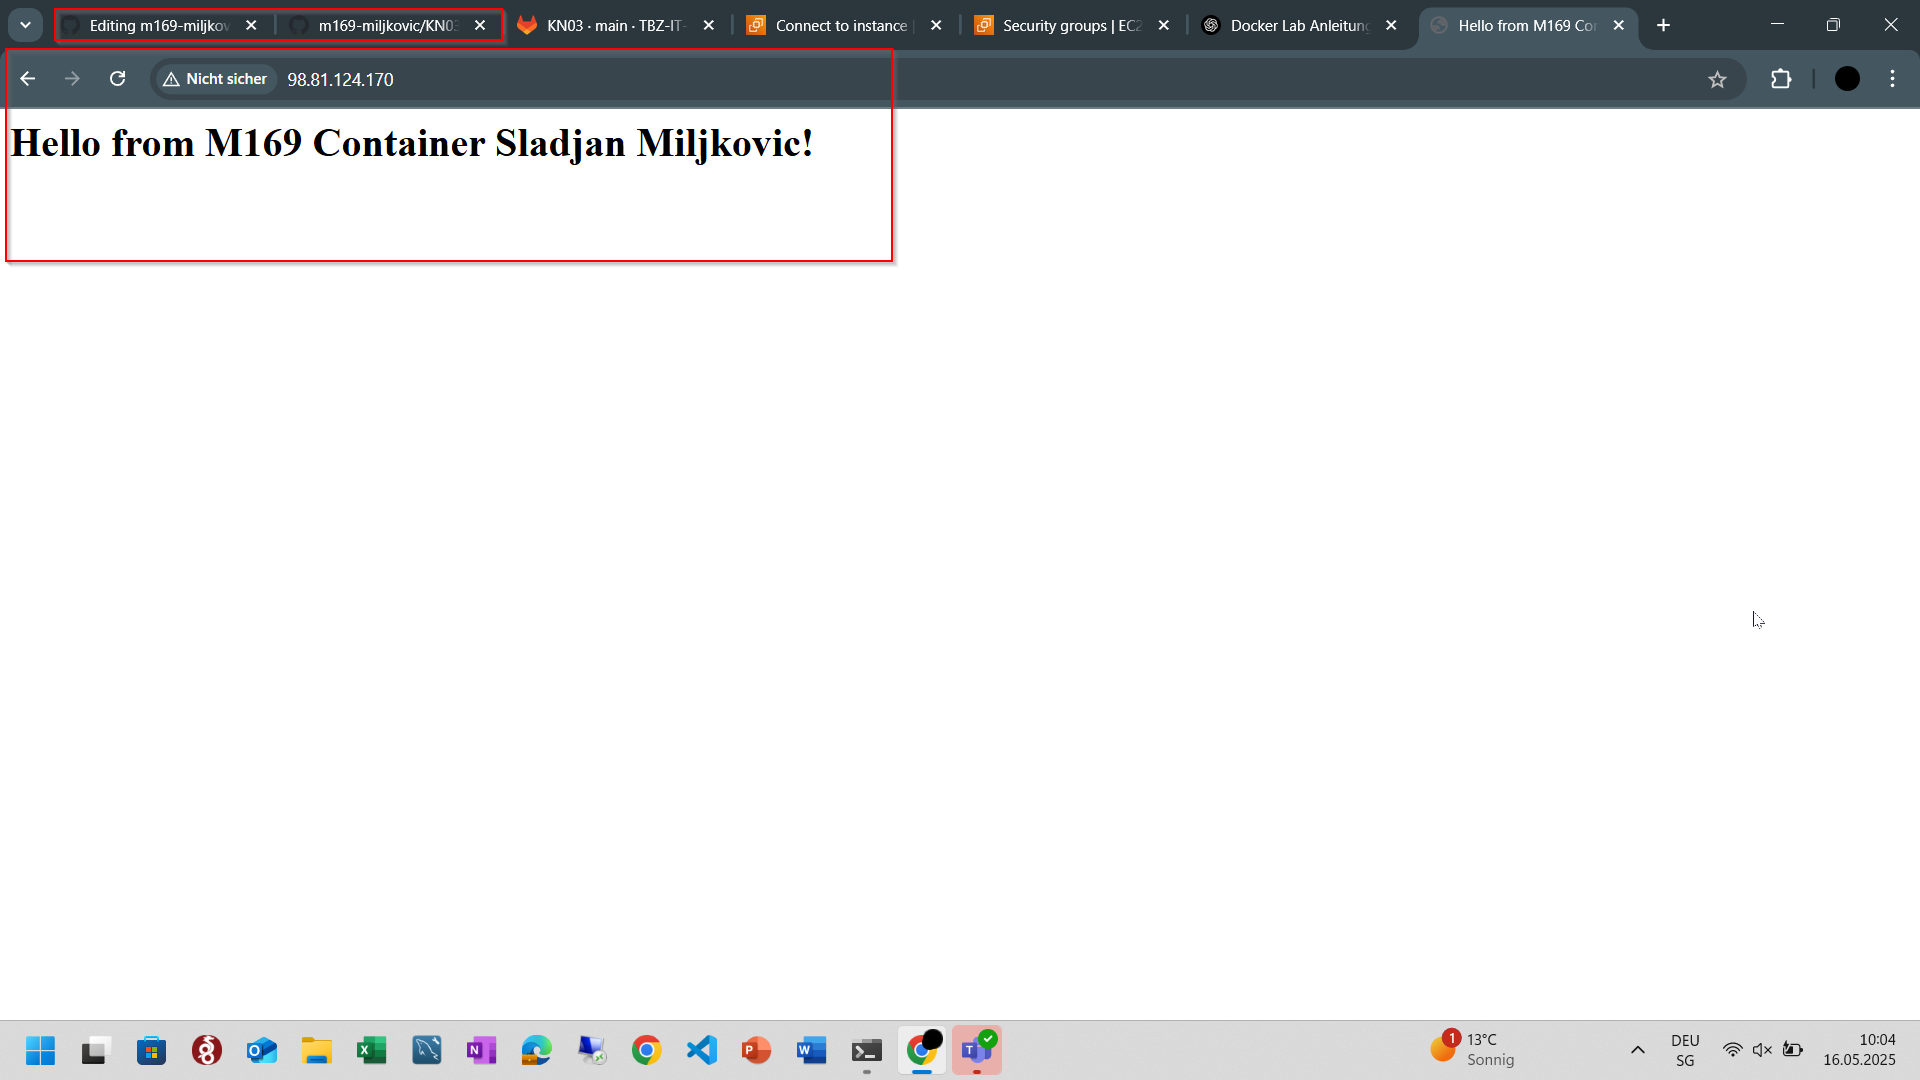 Editing m169-miljkov
m169-miljkovic/KN03
KN03 · main · TBZ-IT-
Connect to instance |
Security groups | EC2
Docker Lab Anleitung
Hello from M169 Con
Nicht sicher
98.81.124.170
Hello from M169 Container Sladjan Miljkovic!
1
13°C
Sonnig
DEU
SG
10:04
16.05.2025